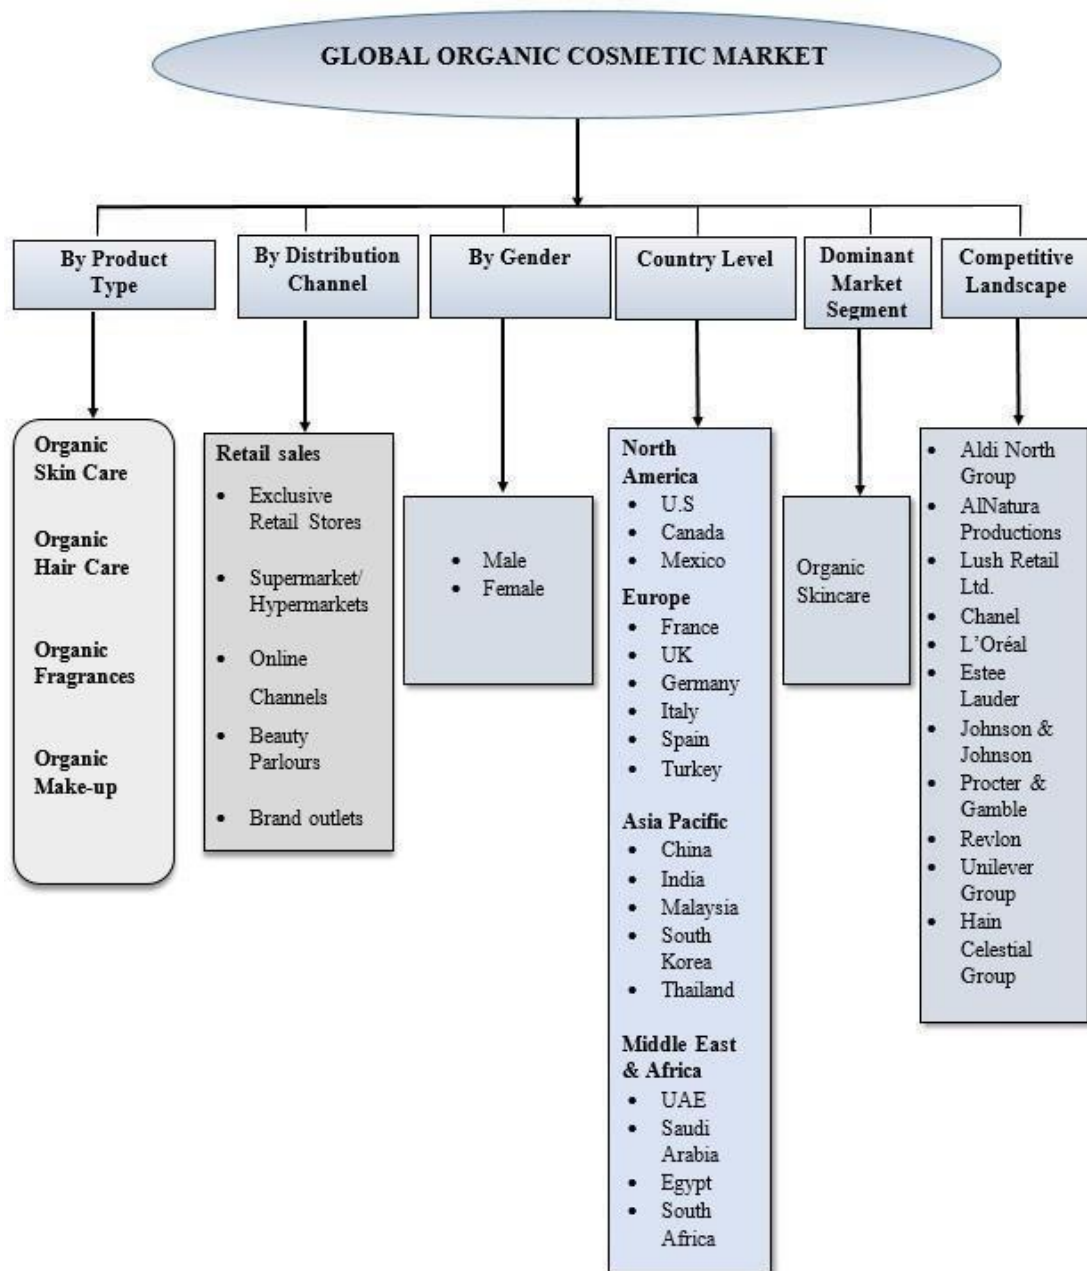 GLOBAL ORGANIC COSMETIC MARKET
By Product
Type
By Distribution
Channel
By Gender
Country Level
Dominant
Market
Segment
Competitive
Landscape
Organic
Skin Care
Organic
Hair Care
Organic
Fragrances
Organic
Make-up
Retail sales
• Exclusive
Retail Stores
• Supermarket/
Hypermarkets
• Online
Channels
• Beauty
Parlours
• Brand outlets
• Male
• Female
North
America
• U.S
• Canada
• Mexico
Europe
• France
• UK
• Germany
• Italy
• Spain
• Turkey
Asia Pacific
• China
• India
• Malaysia
• South
Korea
• Thailand
Middle East
& Africa
• UAE
• Saudi
Arabia
• Egypt
• South
Africa
Organic
Skincare
• Aldi North
Group
• AlNatura
Productions
• Lush Retail
Ltd.
• Chanel
• L’Oréal
• Estee
Lauder
• Johnson &
Johnson
• Procter &
Gamble
• Revlon
• Unilever
Group
• Hain
Celestial
Group